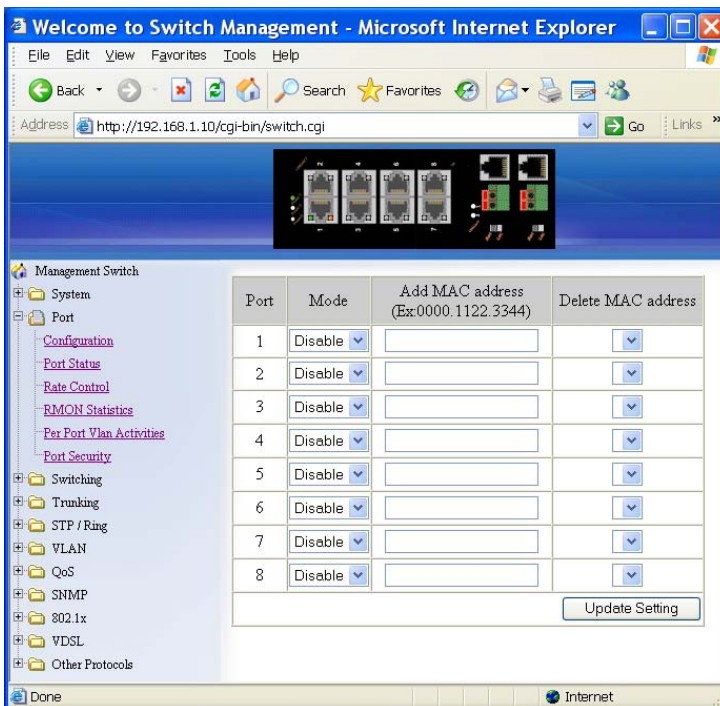 Welcome to Switch Management - Microsoft Internet Explorer
File Edit View Favorites Tools Help
Back Search Favorites
Address http://192.168.1.10/cgi-bin/switch.cgi Go Links »
Management Switch
System
Port
Configuration
Port Status
Rate Control
RMON Statistics
Per Port Vlan Activities
Port Security
Switching
Trunking
STP / Ring
VLAN
QoS
SNMP
802.1x
VDSL
Other Protocols
Port Mode Add MAC address (Ex:0000.1122.3344) Delete MAC address
1 Disable
2 Disable
3 Disable
4 Disable
5 Disable
6 Disable
7 Disable
8 Disable
Update Setting
Done Internet